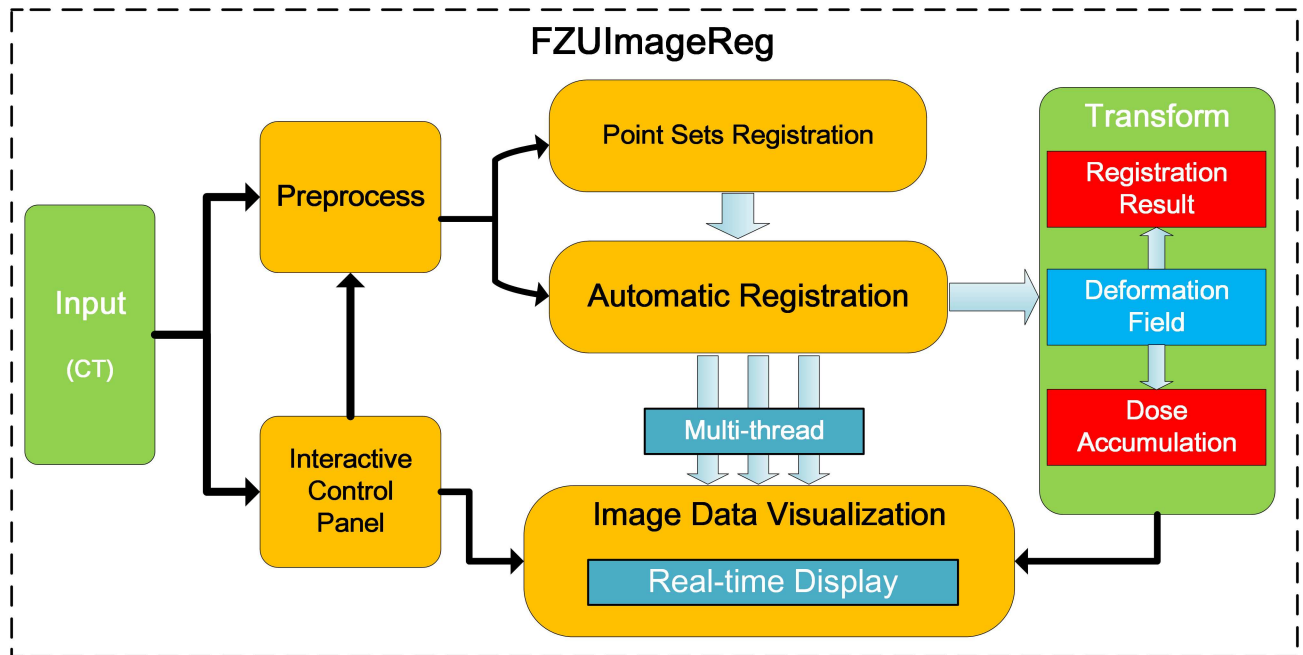 FZUImageReg
Input
(CT)
Preprocess
Interactive
Control
Panel
Point Sets Registration
Automatic Registration
Multi-thread
Image Data Visualization
Real-time Display
Transform
Registration
Result
Deformation
Field
Dose
Accumulation